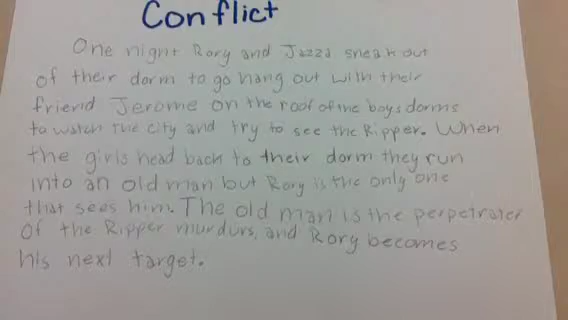 Conflict
One night Rory and Jazza sneak out
of their dorm to go hang out with their
friend Jerome on the roof of the boys dorms
to watch the city and try to see the Ripper. When
the girls head back to their dorm they run
into an old man but Rory is the only one
that sees him. The old man is the perpetrater
of the Ripper murdurs, and Rory becomes
his next target.